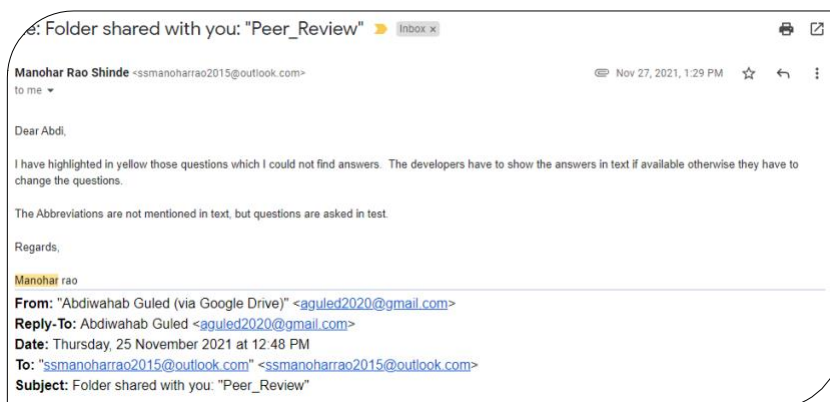 e: Folder shared with you: "Peer_Review" Inbox x
Manohar Rao Shinde <ssmanoharrao2015@outlook.com> Nov 27, 2021, 1:29 PM
to me
Dear Abdi,
I have highlighted in yellow those questions which I could not find answers. The developers have to show the answers in text if available otherwise they have to
change the questions.
The Abbreviations are not mentioned in text, but questions are asked in test.
Regards,
Manohar rao
From: "Abdiwahab Guled (via Google Drive)" <aguled2020@gmail.com>
Reply-To: Abdiwahab Guled <aguled2020@gmail.com>
Date: Thursday, 25 November 2021 at 12:48 PM
To: "ssmanoharrao2015@outlook.com" <ssmanoharrao2015@outlook.com>
Subject: Folder shared with you: "Peer_Review"